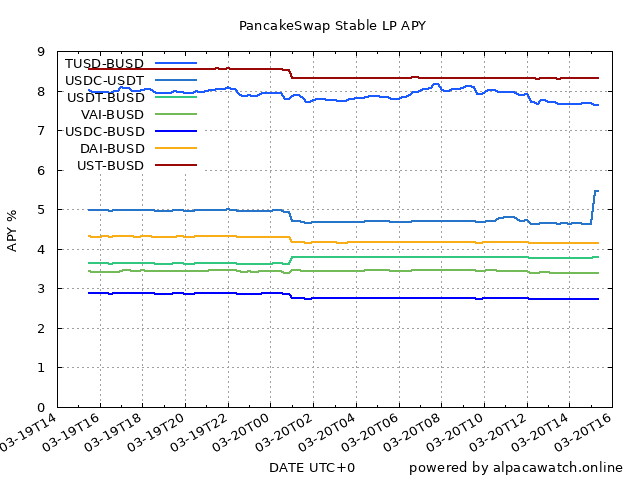 PancakeSwap Stable LP APY
APY %
9
8
7
6
5
4
3
2
1
0
TUSD-BUSD
USDC-USDT
USDT-BUSD
VAI-BUSD
USDC-BUSD
DAI-BUSD
UST-BUSD
03-19T14
03-19T16
03-19T18
03-19T20
03-19T22
03-20T00
03-20T02
03-20T04
03-20T06
03-20T08
03-20T10
03-20T12
03-20T14
03-20T16
DATE UTC+0
powered by alpacawatch.online